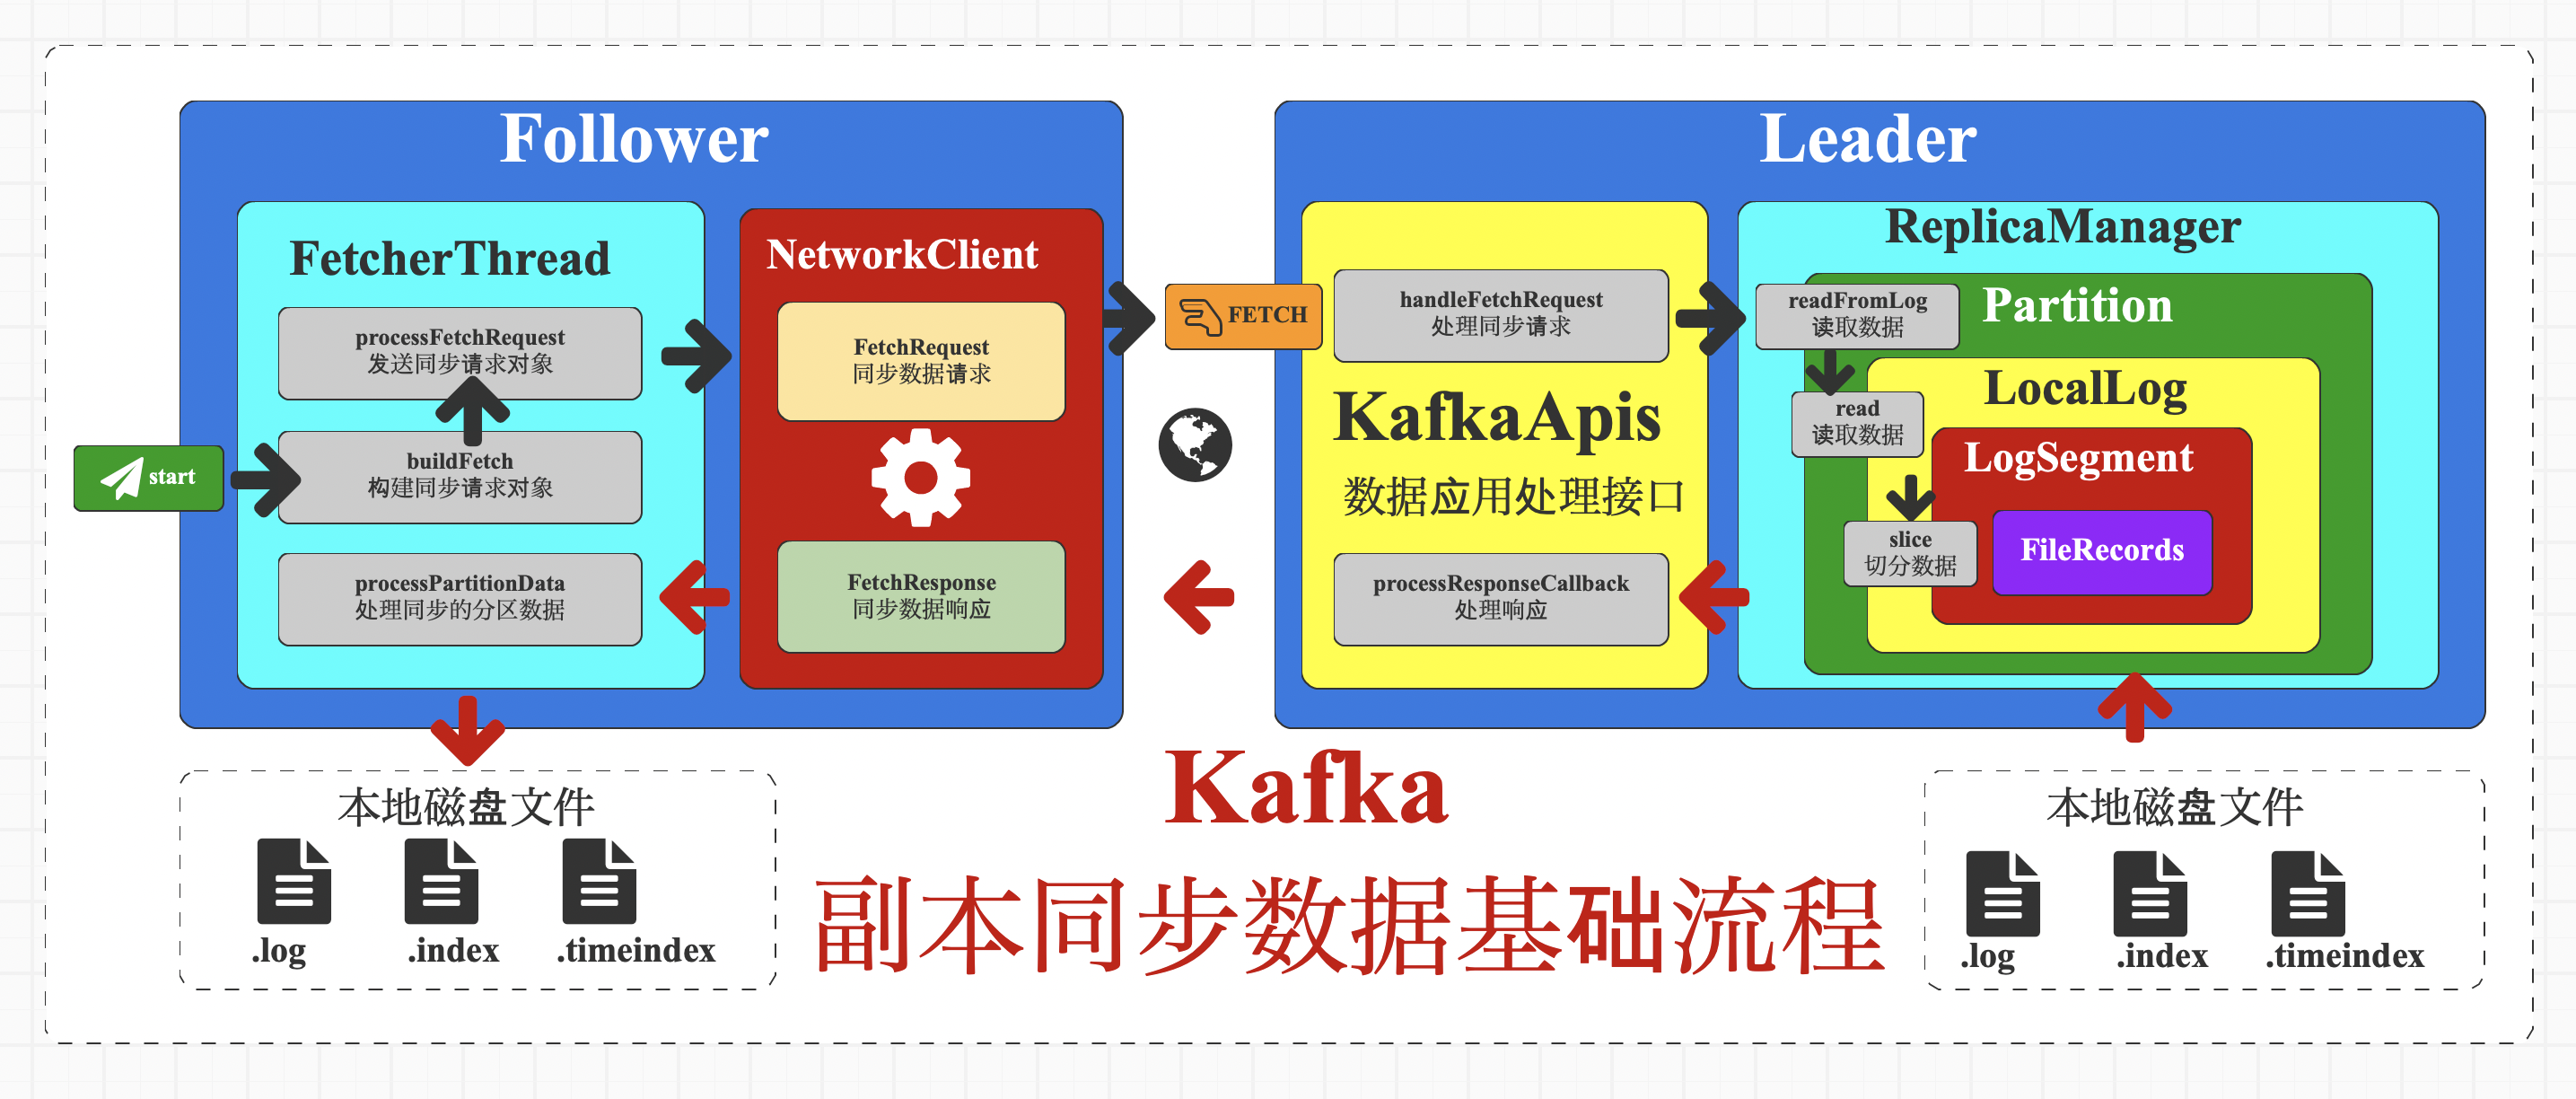 Follower
FetcherThread
processFetchRequest
发送同步请求对象
start
buildFetch
构建同步请求对象
processPartitionData
处理同步的分区数据
NetworkClient
FetchRequest
同步数据请求
FetchResponse
同步数据响应
FETCH
Leader
handleFetchRequest
处理同步请求
KafkaApis
数据应用处理接口
processResponseCallback
处理响应
ReplicaManager
readFromLog
读取数据
Partition
read
读取数据
LocalLog
LogSegment
slice
切分数据
FileRecords
本地磁盘文件
.log
.index
.timeindex
Kafka
副本同步数据基础流程
本地磁盘文件
.log
.index
.timeindex